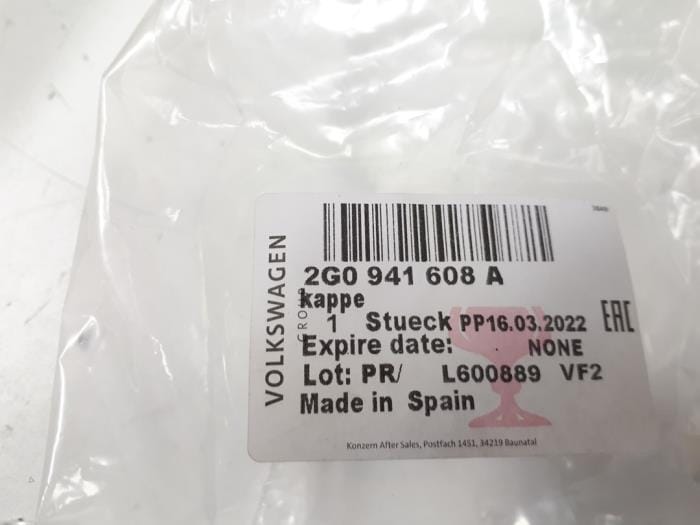 2G0 941 608 A
kappe
1 Stueck PP16.03.2022
EAC
Expire date: NONE
Lot: PR/ L600889 VF2
Made in Spain
Konzern After Sales, Postfach 1451, 34219 Baunatal
VOLKSWAGEN
GROUP